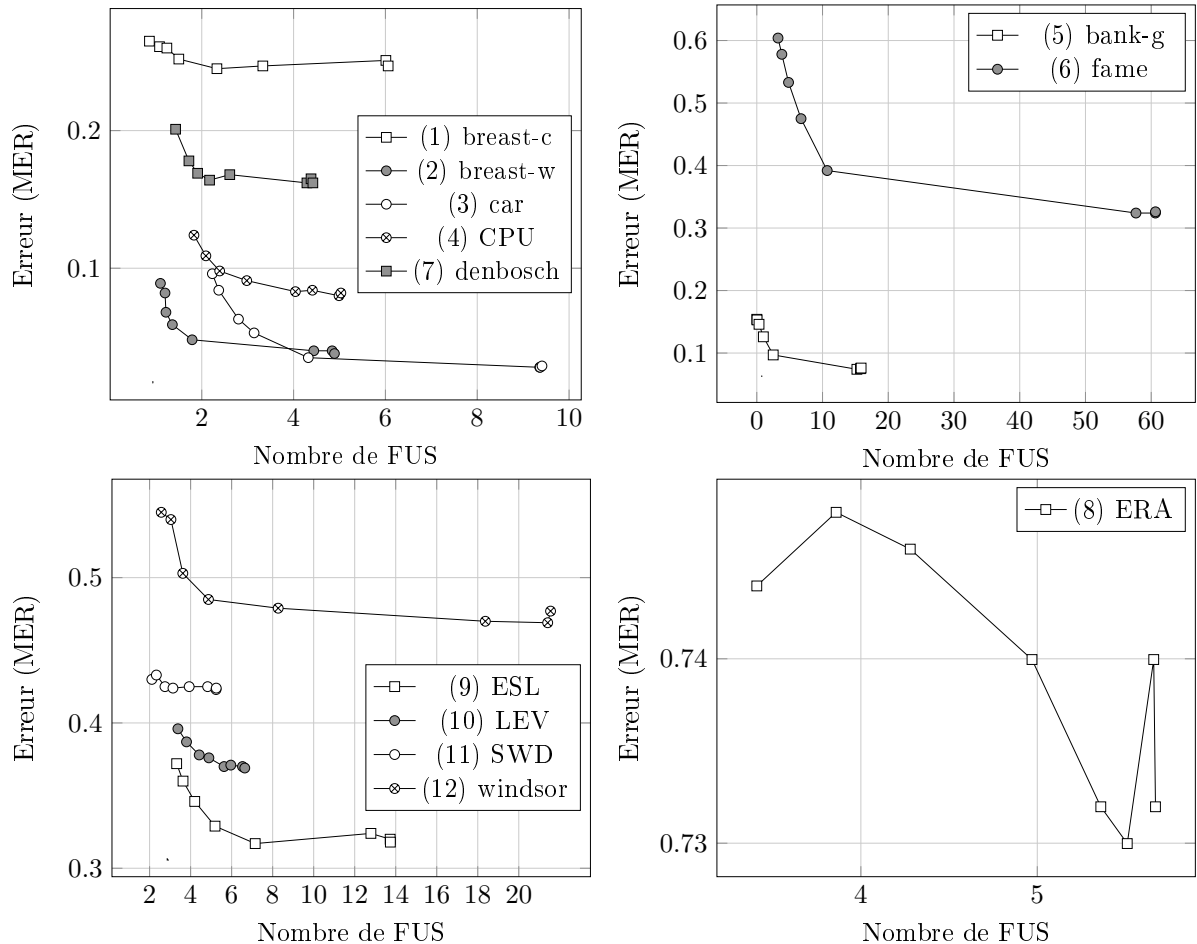 0.2
0.1
Erreur (MER)
(1) breast-c
(2) breast-w
(3) car
(4) CPU
(7) denbosch
2 4 6 8 10
Nombre de FUS
0.6
0.5
0.4
0.3
0.2
0.1
Erreur (MER)
(5) bank-g
(6) fame
0 10 20 30 40 50 60
Nombre de FUS
0.5
0.4
0.3
Erreur (MER)
(9) ESL
(10) LEV
(11) SWD
(12) windsor
2 4 6 8 10 12 14 16 18 20
Nombre de FUS
0.74
0.73
Erreur (MER)
(8) ERA
4 5
Nombre de FUS